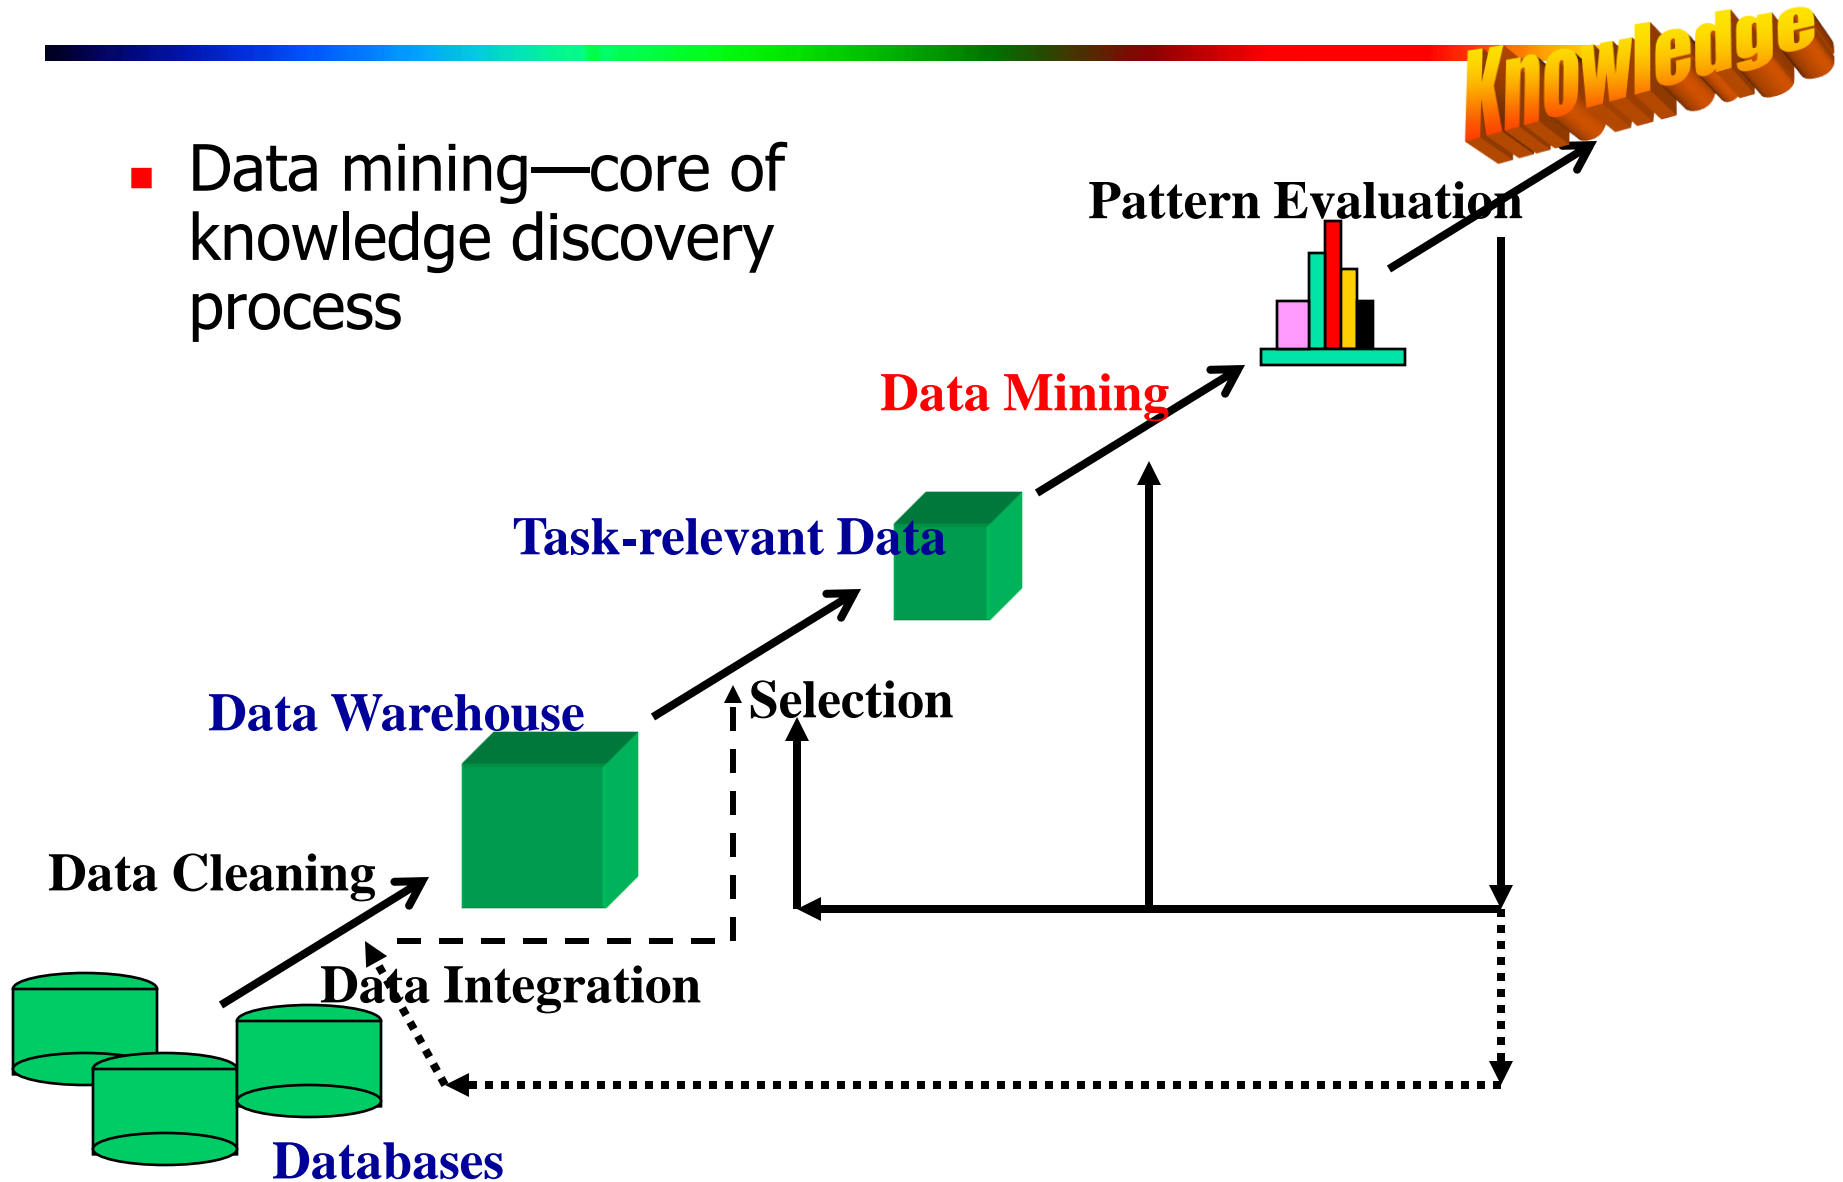 Knowledge
Data mining—core of
knowledge discovery
process
Pattern Evaluation
Data Mining
Task-relevant Data
Selection
Data Warehouse
Data Cleaning
Data Integration
Databases